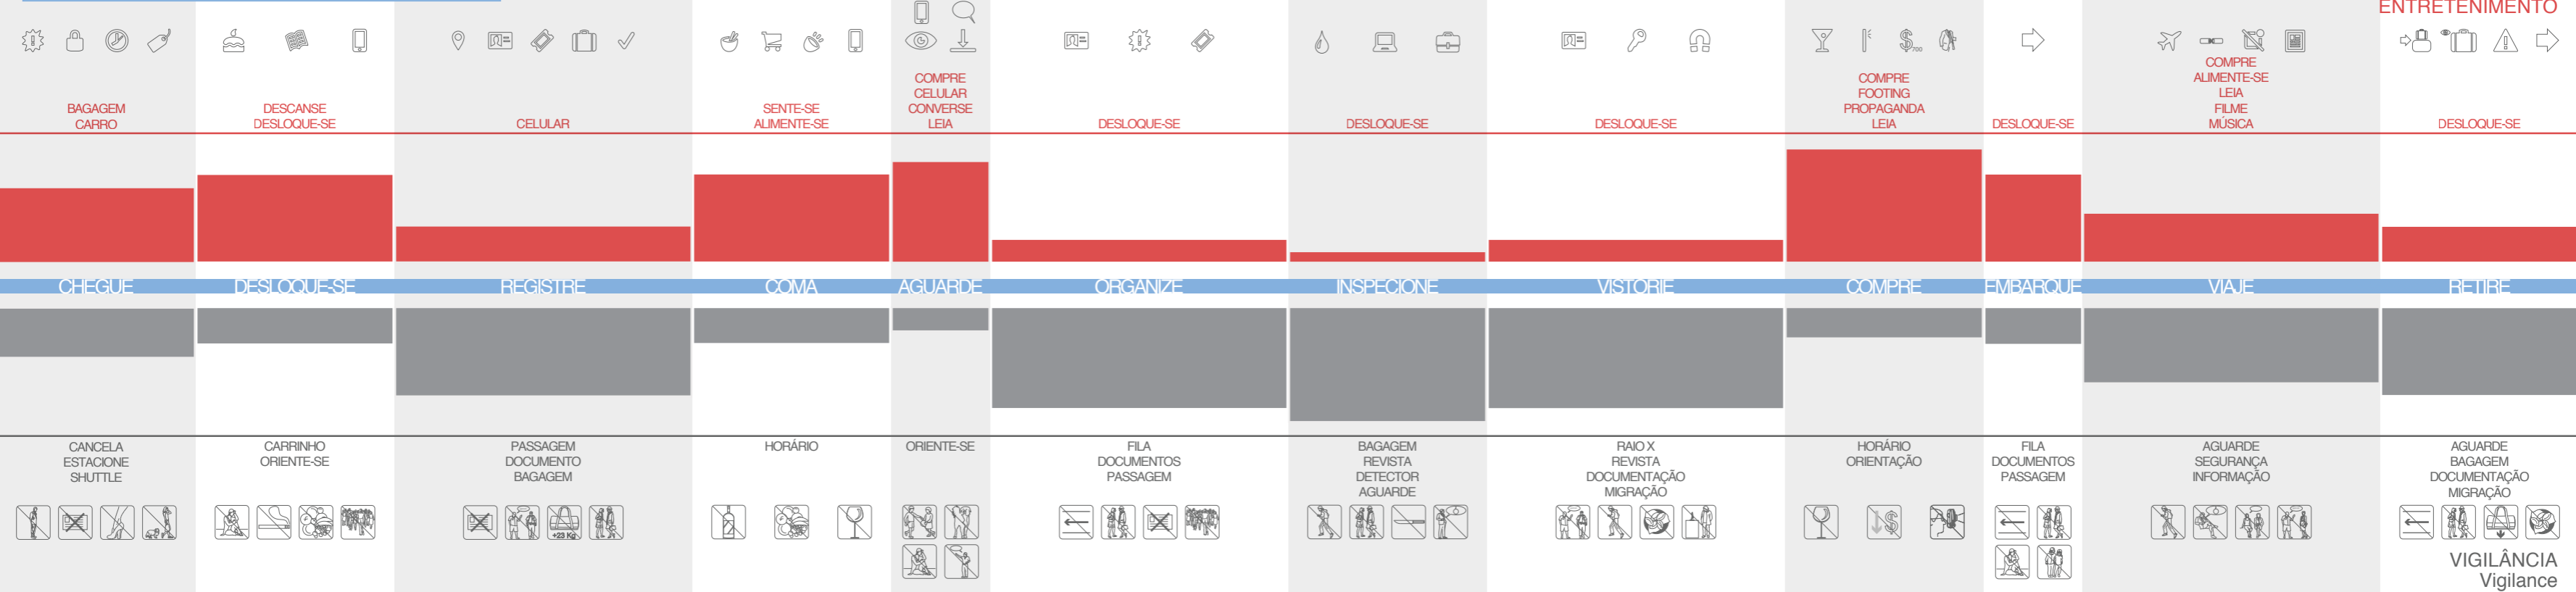 ENTRETENIMENTO
BAGAGEM
CARRO
DESCANSE
DESLOQUE-SE
CELULAR
SENTE-SE
ALIMENTE-SE
COMPRE
CELULAR
CONVERSE
LEIA
DESLOQUE-SE
DESLOQUE-SE
DESLOQUE-SE
$700
COMPRE
FOOTING
PROPAGANDA
LEIA
DESLOQUE-SE
COMPRE
ALIMENTE-SE
LEIA
FILME
MÚSICA
DESLOQUE-SE
CHEGUE
DESLOQUE-SE
REGISTRE
COMA
AGUARDE
ORGANIZE
INSPECIONE
VISTORIE
COMPRE
EMBARQUE
VIAJE
RETIRE
CANCELA
ESTACIONE
SHUTTLE
CARRINHO
ORIENTE-SE
PASSAGEM
DOCUMENTO
BAGAGEM
+23 Kg
HORÁRIO
ORIENTE-SE
FILA
DOCUMENTOS
PASSAGEM
BAGAGEM
REVISTA
DETECTOR
AGUARDE
RAIO X
REVISTA
DOCUMENTAÇÃO
MIGRAÇÃO
HORÁRIO
ORIENTAÇÃO
$
FILA
DOCUMENTOS
PASSAGEM
AGUARDE
SEGURANÇA
INFORMAÇÃO
AGUARDE
BAGAGEM
DOCUMENTAÇÃO
MIGRAÇÃO
VIGILÂNCIA
Vigilance